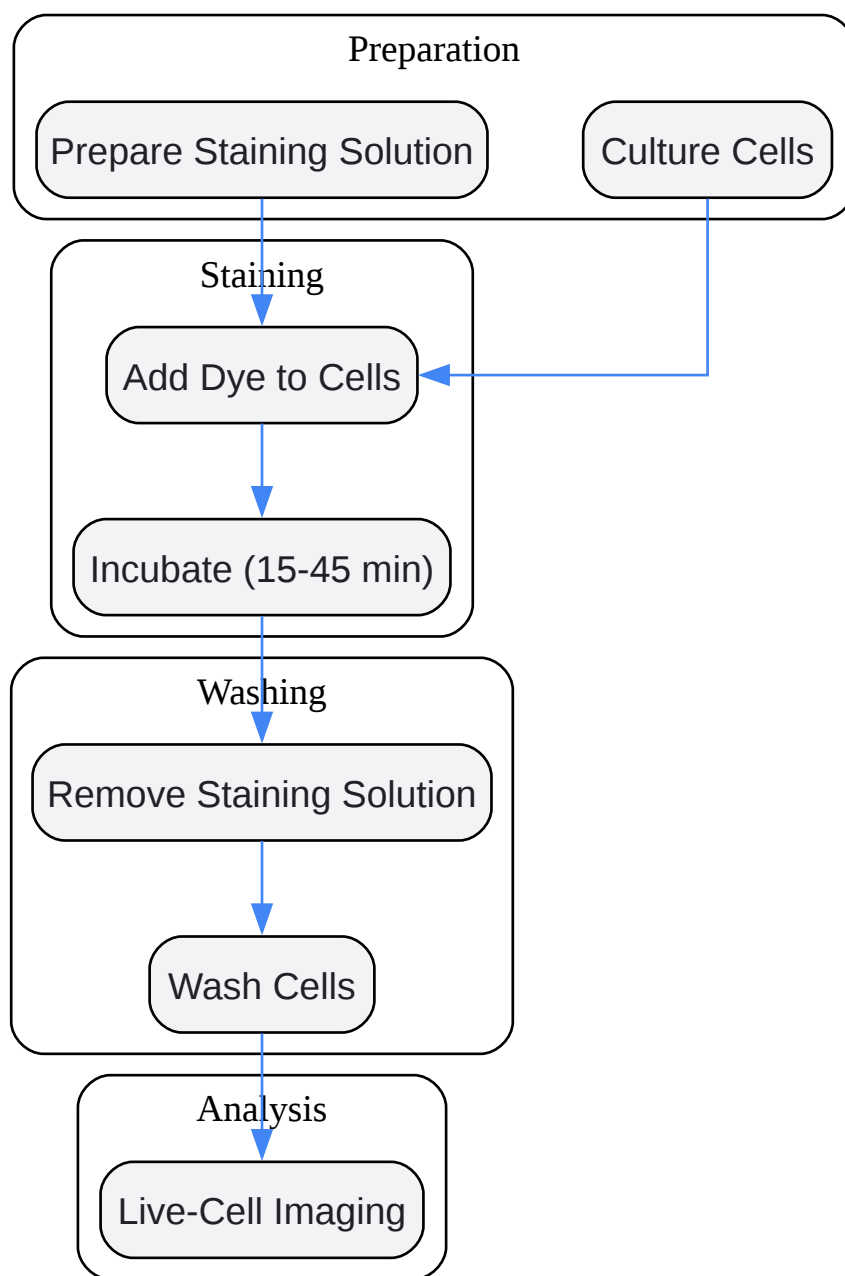 Preparation
Prepare Staining Solution
Culture Cells
Staining
Add Dye to Cells
Incubate (15-45 min)
Washing
Remove Staining Solution
Wash Cells
Analysis
Live-Cell Imaging